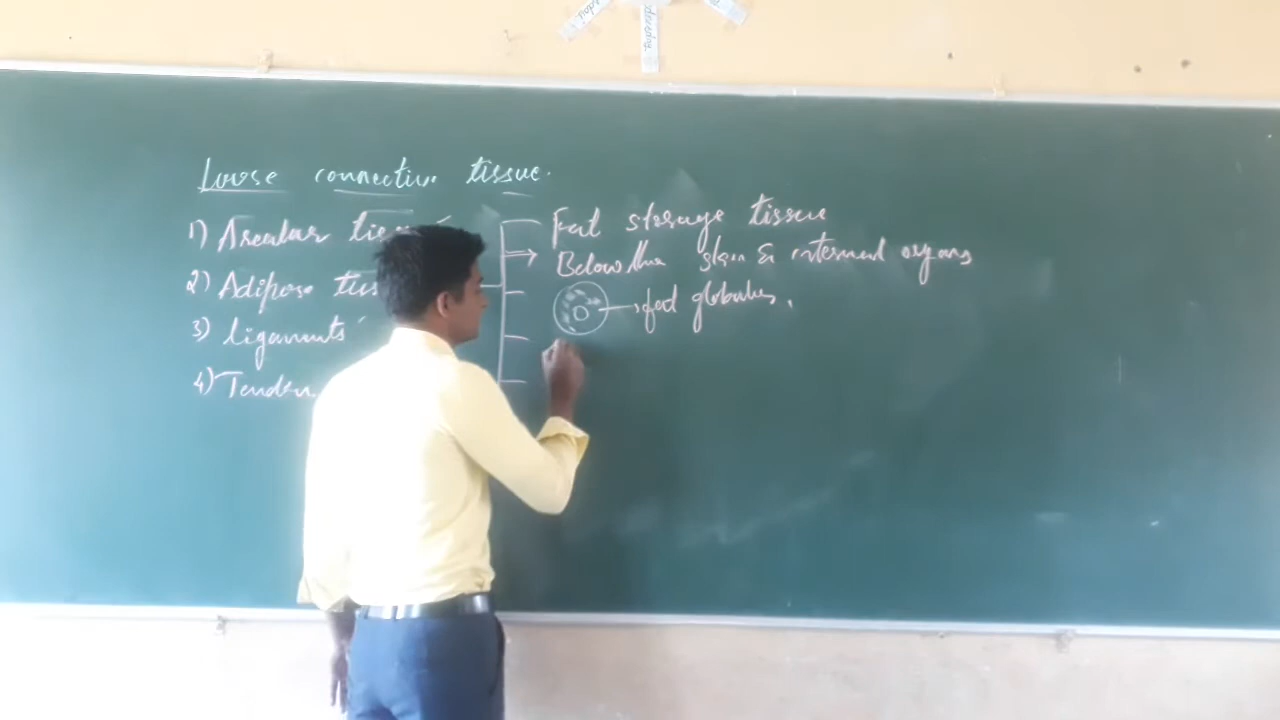 Loose connective tissue.
1) Areolar
2) Adipose
3) ligaments
4) Tendon
Fat storage tissue
Below the skin & internal organs
fat globules.